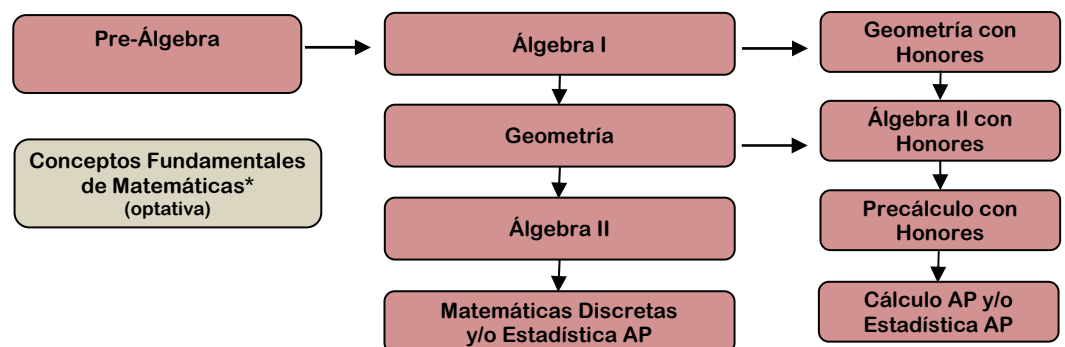 Pre-Álgebra
Conceptos Fundamentales
de Matemáticas*
(optativa)
Álgebra I
Geometría
Álgebra II
Matemáticas Discretas
y/o Estadística AP
Geometría con
Honores
Álgebra II con
Honores
Precálculo con
Honores
Cálculo AP y/o
Estadística AP